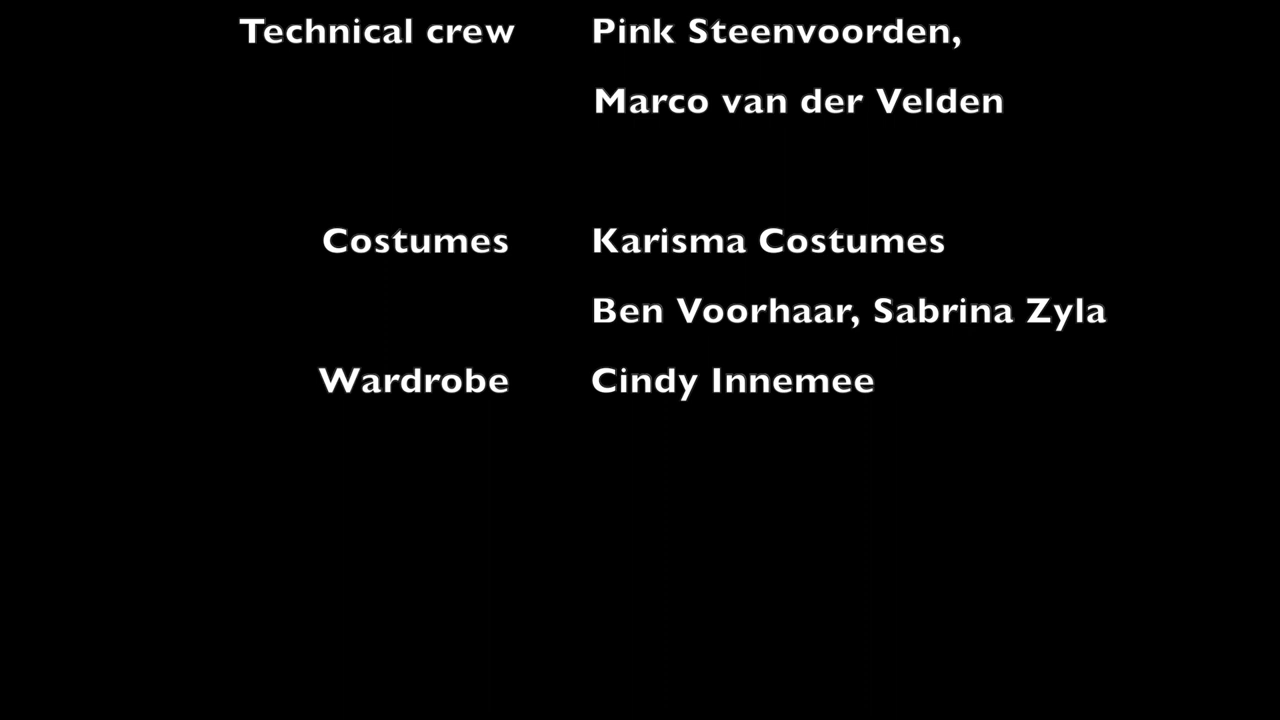 Technical crew Pink Steenvoorden,
Marco van der Velden
Costumes Karisma Costumes
Ben Voorhaar, Sabrina Zyla
Wardrobe Cindy Innemee